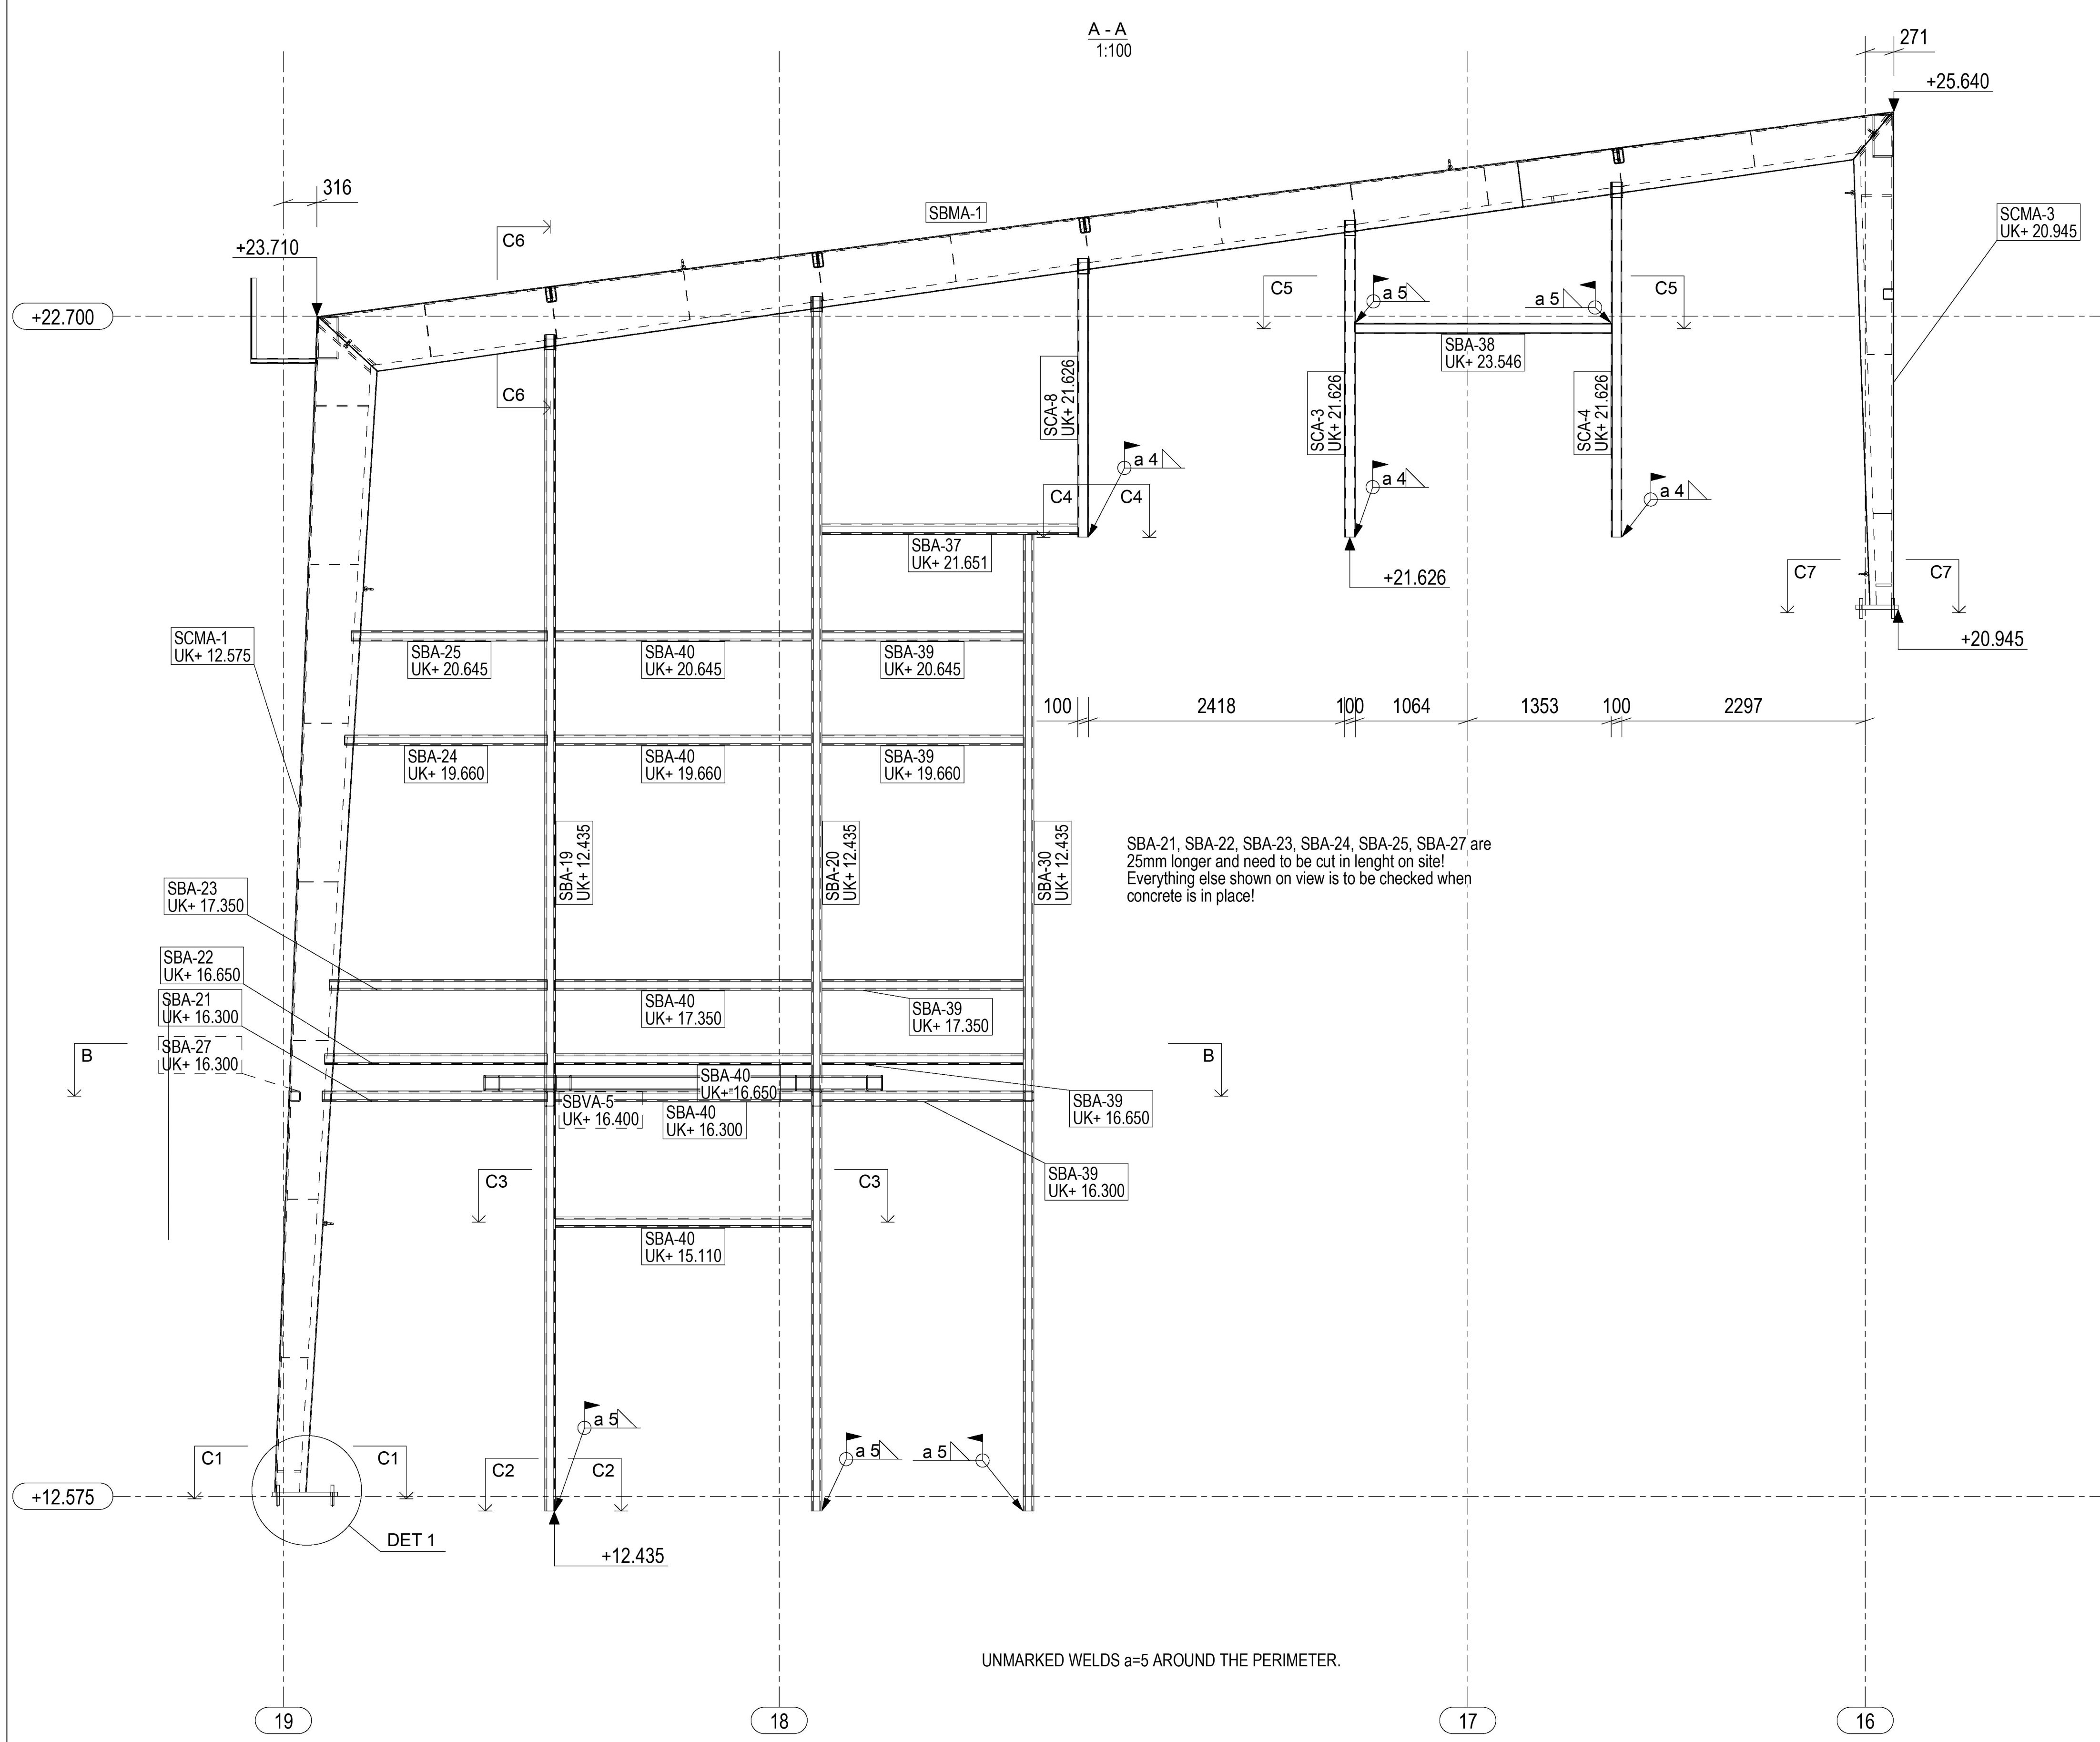 A - A
1:100
271
+25.640
316
SBMA-1
SCMA-3
UK+ 20.945
+23.710
C6
+22.700
C5
a 5
a 5
C5
SBA-38
UK+ 23.546
C6
SCA-8
UK+ 21.626
SCA-3
UK+ 21.626
SCA-4
UK+ 21.626
a 4
a 4
a 4
C4
C4
SBA-37
UK+ 21.651
+21.626
C7
C7
SCMA-1
UK+ 12.575
+20.945
SBA-25
UK+ 20.645
SBA-40
UK+ 20.645
SBA-39
UK+ 20.645
100
2418
100
1064
1353
100
2297
SBA-24
UK+ 19.660
SBA-40
UK+ 19.660
SBA-39
UK+ 19.660
SBA-19
UK+ 12.435
SBA-20
UK+ 12.435
SBA-30
UK+ 12.435
SBA-21, SBA-22, SBA-23, SBA-24, SBA-25, SBA-27 are
25mm longer and need to be cut in lenght on site!
Everything else shown on view is to be checked when
concrete is in place!
SBA-23
UK+ 17.350
SBA-22
UK+ 16.650
SBA-21
UK+ 16.300
SBA-27
UK+ 16.300
SBA-40
UK+ 17.350
SBA-39
UK+ 17.350
B
B
SBA-40
UK+ 16.650
SBVA-5
UK+ 16.400
SBA-40
UK+ 16.300
SBA-39
UK+ 16.650
SBA-39
UK+ 16.300
C3
C3
SBA-40
UK+ 15.110
a 5
a 5
a 5
C1
C1
C2
C2
+12.575
DET 1
+12.435
UNMARKED WELDS a=5 AROUND THE PERIMETER.
19
18
17
16